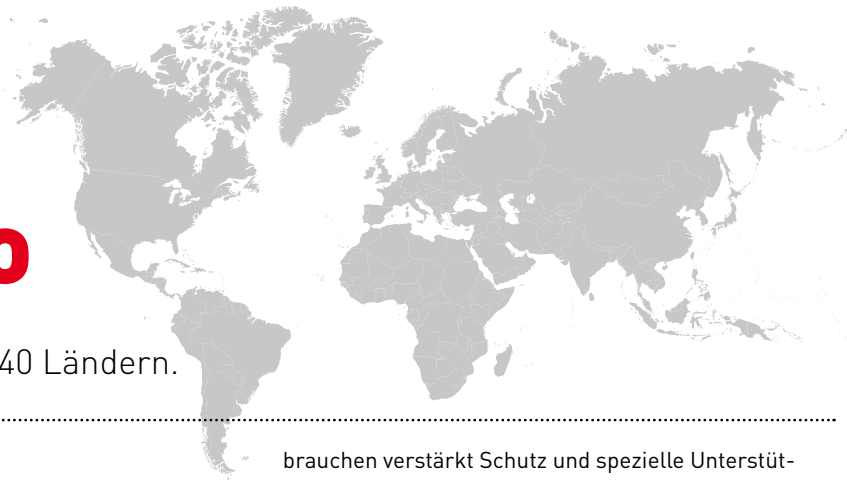 40 Ländern.
brauchen verstärkt Schutz und spezielle Unterstüt-